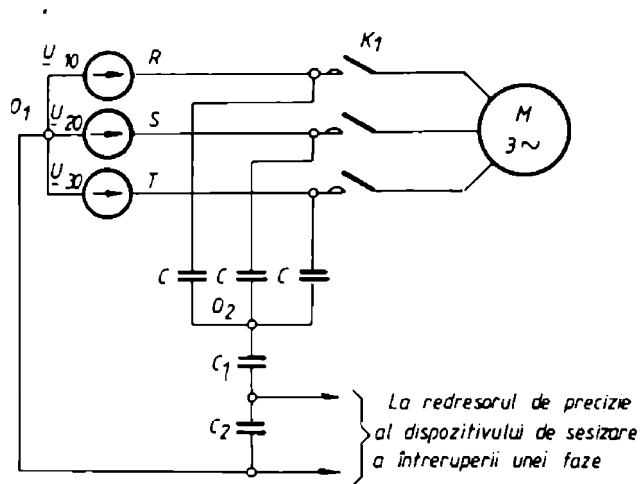 U 10
R
K1
O1
U 20
S
M
3~
U 30
T
C
C
C
O2
C1
C2
La redresorul de precizie
al dispozitivului de sesizare
a întreruperii unei faze